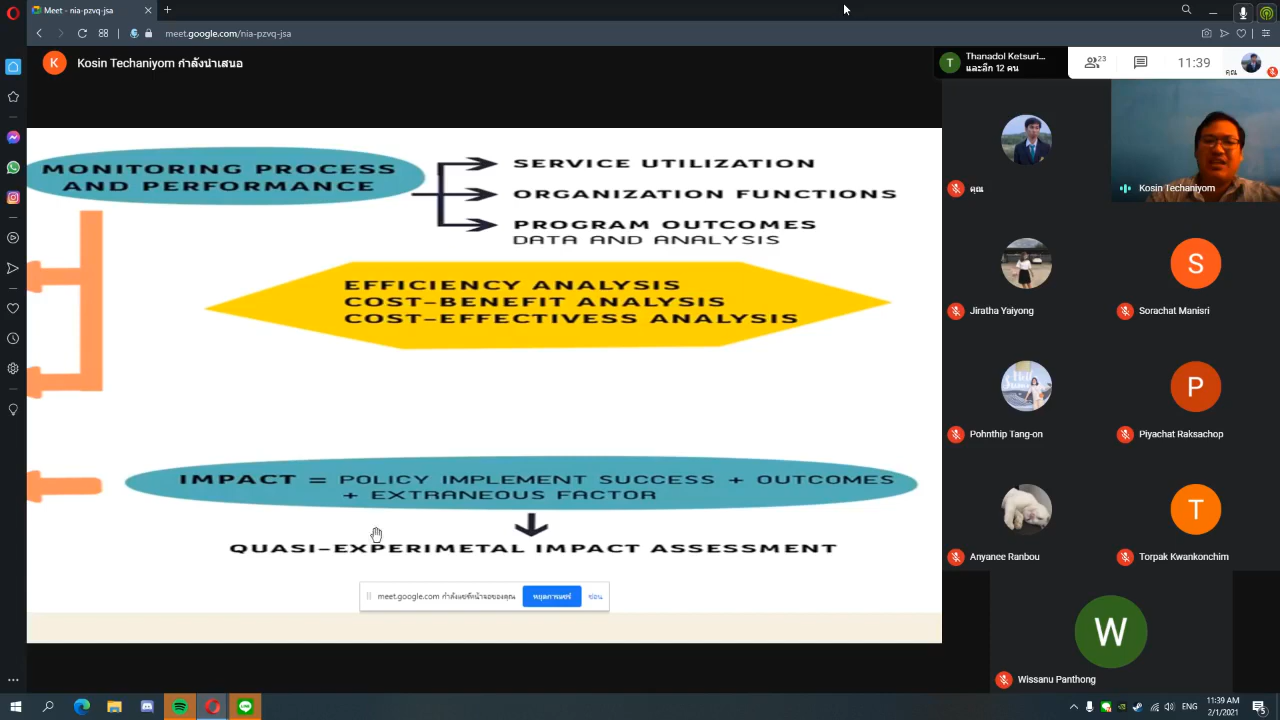 Meet - nia-pzvq-jsa
meet.google.com/nia-pzvq-jsa
K
Kosin Techaniyom กำลังนำเสนอ
T
Thanadol Ketsuri...
และอีก 12 คน
23
11:39
คุณ
MONITORING PROCESS
AND PERFORMANCE
SERVICE UTILIZATION
ORGANIZATION FUNCTIONS
PROGRAM OUTCOMES
DATA AND ANALYSIS
EFFICIENCY ANALYSIS
COST-BENEFIT ANALYSIS
COST-EFFECTIVESS ANALYSIS
IMPACT = POLICY IMPLEMENT SUCCESS + OUTCOMES
+ EXTRANEOUS FACTOR
QUASI-EXPERIMETAL IMPACT ASSESSMENT
meet.google.com กำลังแชร์หน้าจอของคุณ
หยุดการแชร์
ซ่อน
คุณ
Kosin Techaniyom
Jiratha Yaiyong
S
Sorachat Manisri
Pohnthip Tang-on
P
Piyachat Raksachop
Anyanee Ranbou
T
Torpak Kwankonchim
W
Wissanu Panthong
11:39 AM
2/1/2021